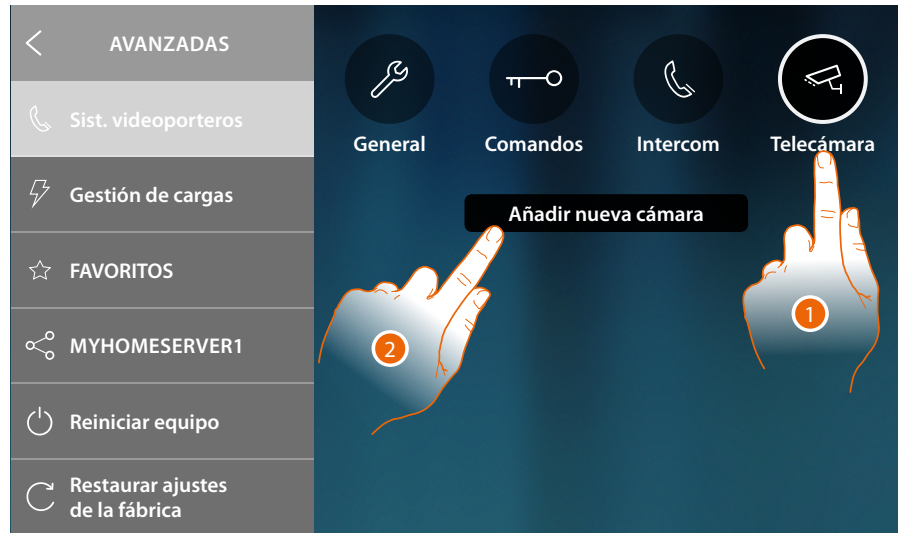 AVANZADAS
Sist. videoporteros
Gestión de cargas
FAVORITOS
MYHOMESERVER1
Reiniciar equipo
Restaurar ajustes
de la fábrica
General
Comandos
Intercom
Telecámara
Añadir nueva cámara
1
2